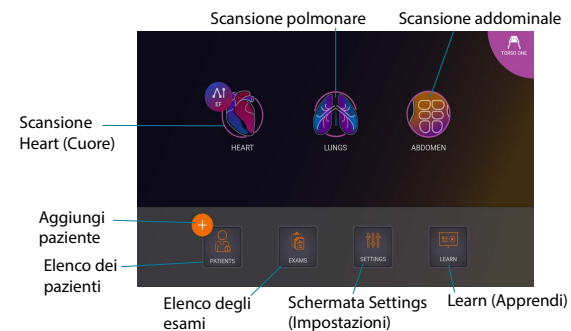 Scansione polmonare
Scansione addominale
TORSO ONE
EF
HEART
LUNGS
ABDOMEN
Scansione
Heart (Cuore)
Aggiungi
paziente
Elenco dei
pazienti
PATIENTS
EXAMS
SETTINGS
LEARN
Elenco degli
esami
Schermata Settings
(Impostazioni)
Learn (Apprendi)